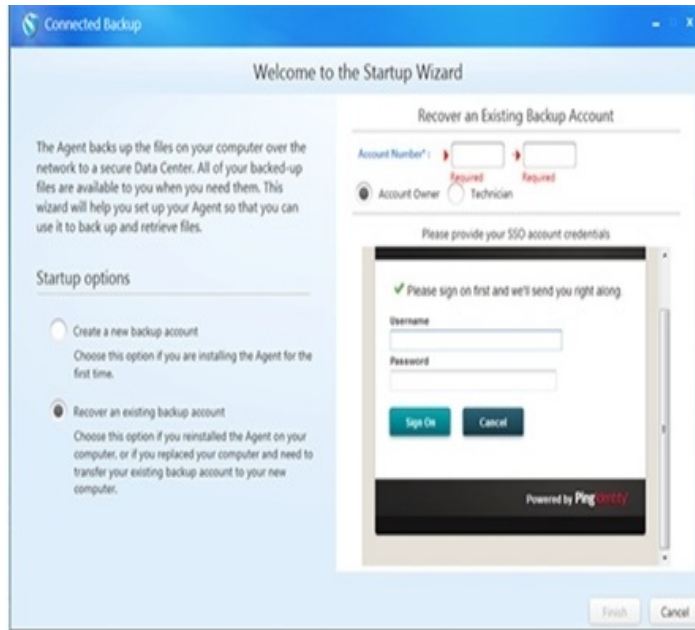 Connected Backup
Welcome to the Startup Wizard
The Agent backs up the files on your computer over the
network to a secure Data Center. All of your backed-up
files are available to you when you need them. This
wizard will help you set up your Agent so that you can
use it to back up and retrieve files.
Startup options
Create a new backup account
Choose this option if you are installing the Agent for the
first time.
Recover an existing backup account
Choose this option if you reinstalled the Agent on your
computer, or if you replaced your computer and need to
transfer your existing backup account to your new
computer.
Recover an Existing Backup Account
Account Number* :
Required Required
Account Owner Technician
Please provide your SSO account credentials
Please sign on first and we'll send you right along.
Username
Password
Sign On Cancel
Powered by PingIdentity
Finish Cancel